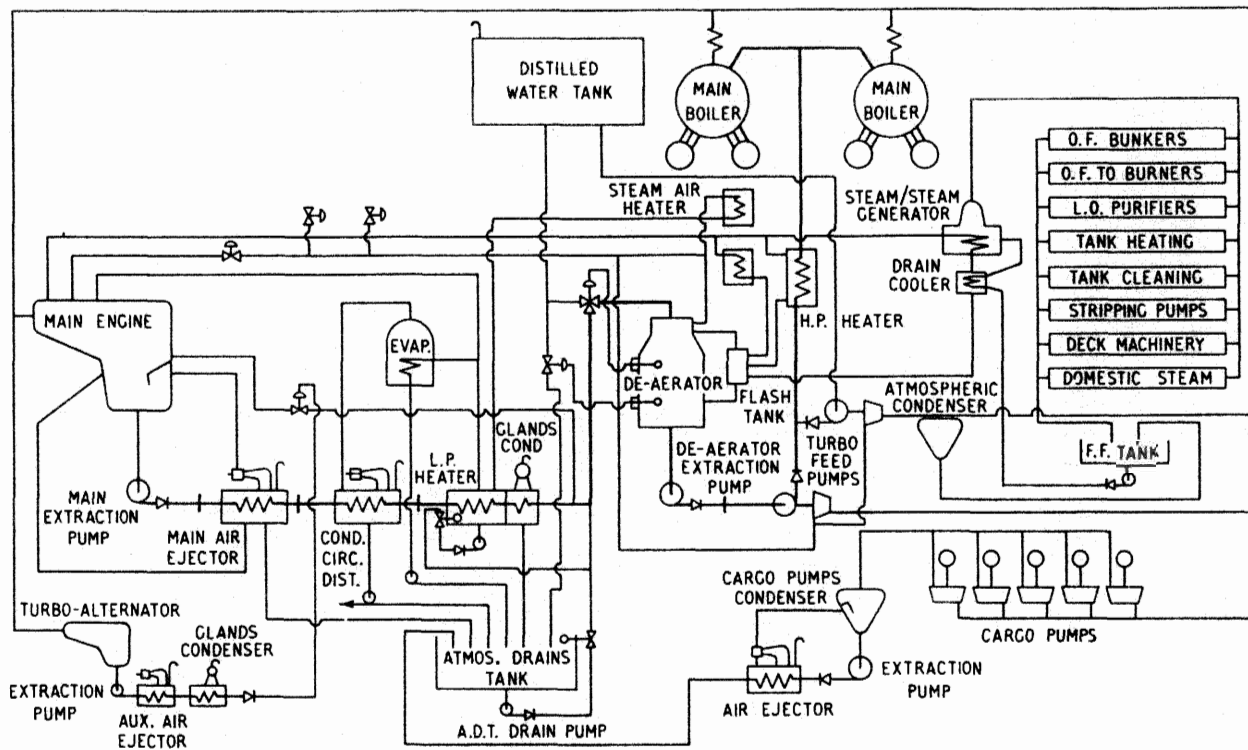 DISTILLED
WATER TANK
MAIN
BOILER
MAIN
BOILER
STEAM AIR
HEATER
STEAM/STEAM
GENERATOR
DRAIN
COOLER
O.F. BUNKERS
O.F. TO BURNERS
L.O. PURIFIERS
TANK HEATING
TANK CLEANING
STRIPPING PUMPS
DECK MACHINERY
DOMESTIC STEAM
MAIN ENGINE
EVAP.
H.P. HEATER
DE-AERATOR
FLASH
TANK
ATMOSPHERIC
CONDENSER
GLANDS
COND
L.P.
HEATER
DE-AERATOR
EXTRACTION
PUMP
TURBO
FEED
PUMPS
F.F. TANK
MAIN
EXTRACTION
PUMP
MAIN AIR
EJECTOR
COND.
CIRC.
DIST.
CARGO PUMPS
CONDENSER
CARGO PUMPS
TURBO-ALTERNATOR
GLANDS
CONDENSER
ATMOS. DRAINS
TANK
EXTRACTION
PUMP
AUX. AIR
EJECTOR
A.D.T. DRAIN PUMP
AIR EJECTOR
EXTRACTION
PUMP